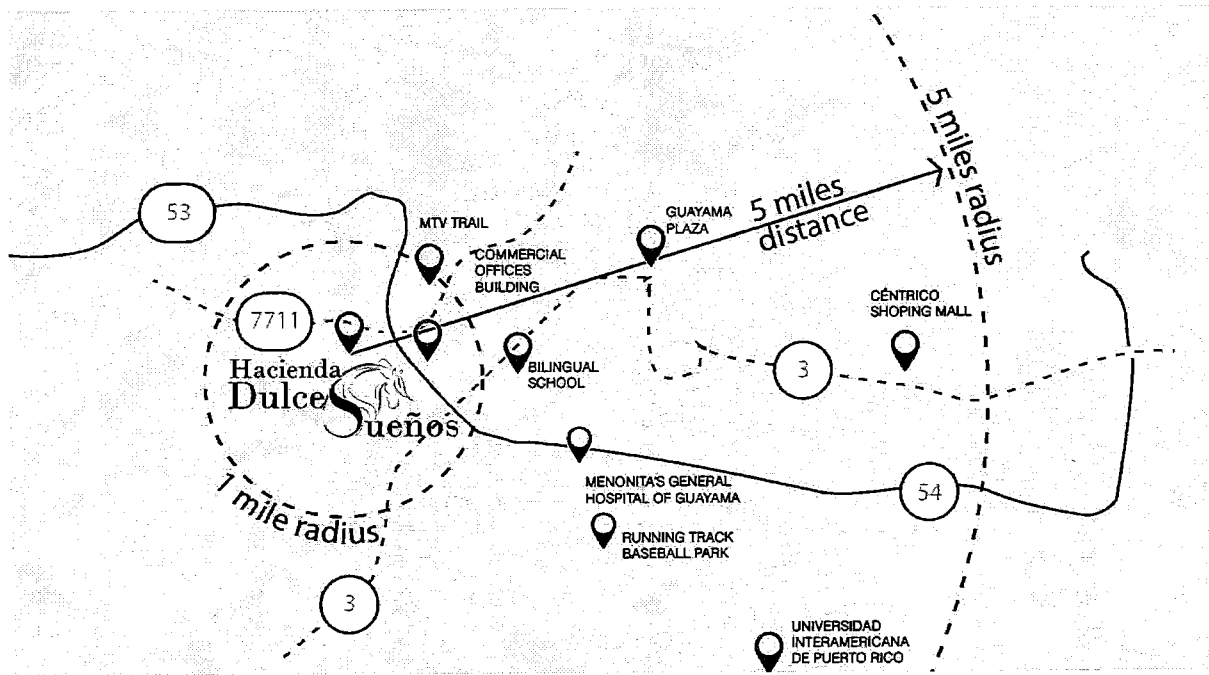 53
MTV TRAIL
COMMERCIAL
OFFICES
BUILDING
GUAYAMA
PLAZA
5 miles
distance
5 miles radius
CÉNTRICO
SHOPING MALL
7711
Hacienda
Dulce
Sueños
BILINGUAL
SCHOOL
3
1 mile radius
MENONITA'S GENERAL
HOSPITAL OF GUAYAMA
54
RUNNING TRACK
BASEBALL PARK
3
UNIVERSIDAD
INTERAMERICANA
DE PUERTO RICO